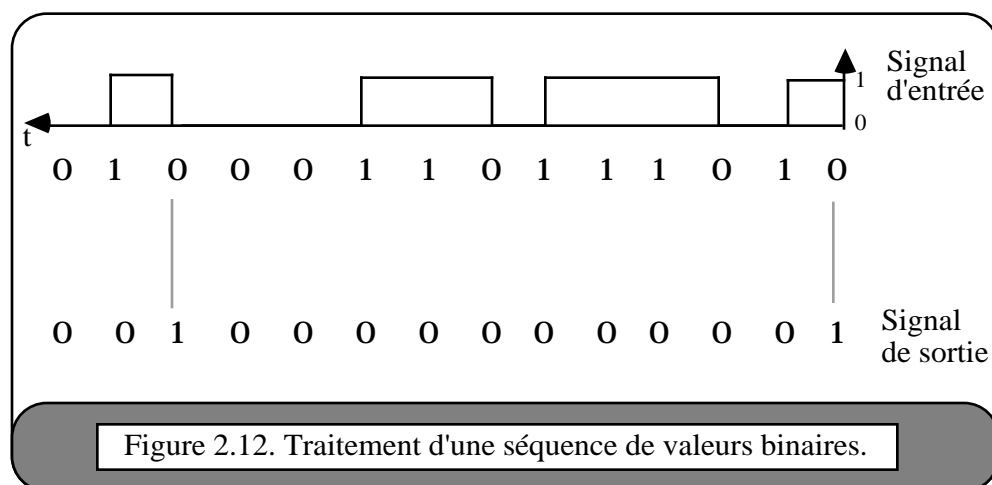 Signal
d'entrée
1
0
t
0 1 0 0 0 1 1 0 1 1 1 0 1 0
0 0 1 0 0 0 0 0 0 0 0 0 0 1
Signal
de sortie
Figure 2.12. Traitement d'une séquence de valeurs binaires.